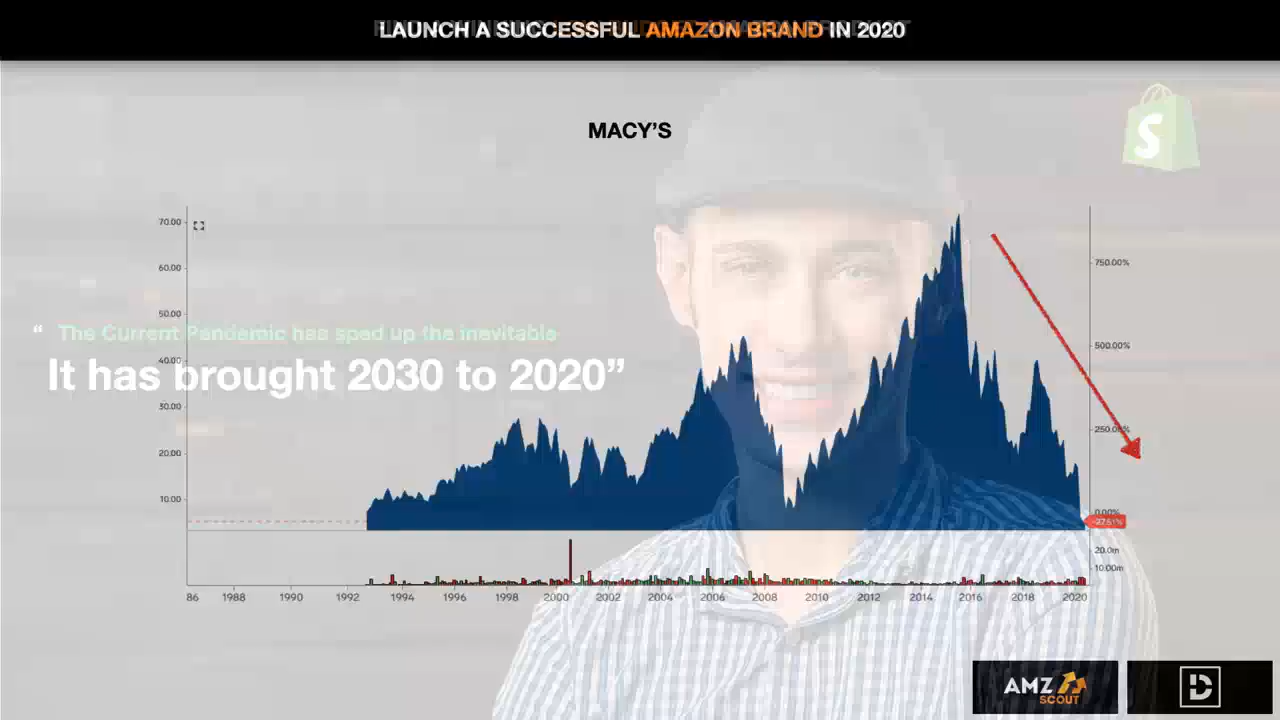 LAUNCH A SUCCESSFUL AMAZON BRAND IN 2020
MACY'S
S
70.00
60.00
50.00
40.00
30.00
20.00
10.00
750.00%
500.00%
250.00%
0.00%
-27.51%
20.0m
10.00m
“ The Current Pandemic has sped up the inevitable
It has brought 2030 to 2020”
86 1988 1990 1992 1994 1996 1998 2000 2002 2004 2006 2008 2010 2012 2014 2016 2018 2020
AMZ
SCOUT
D